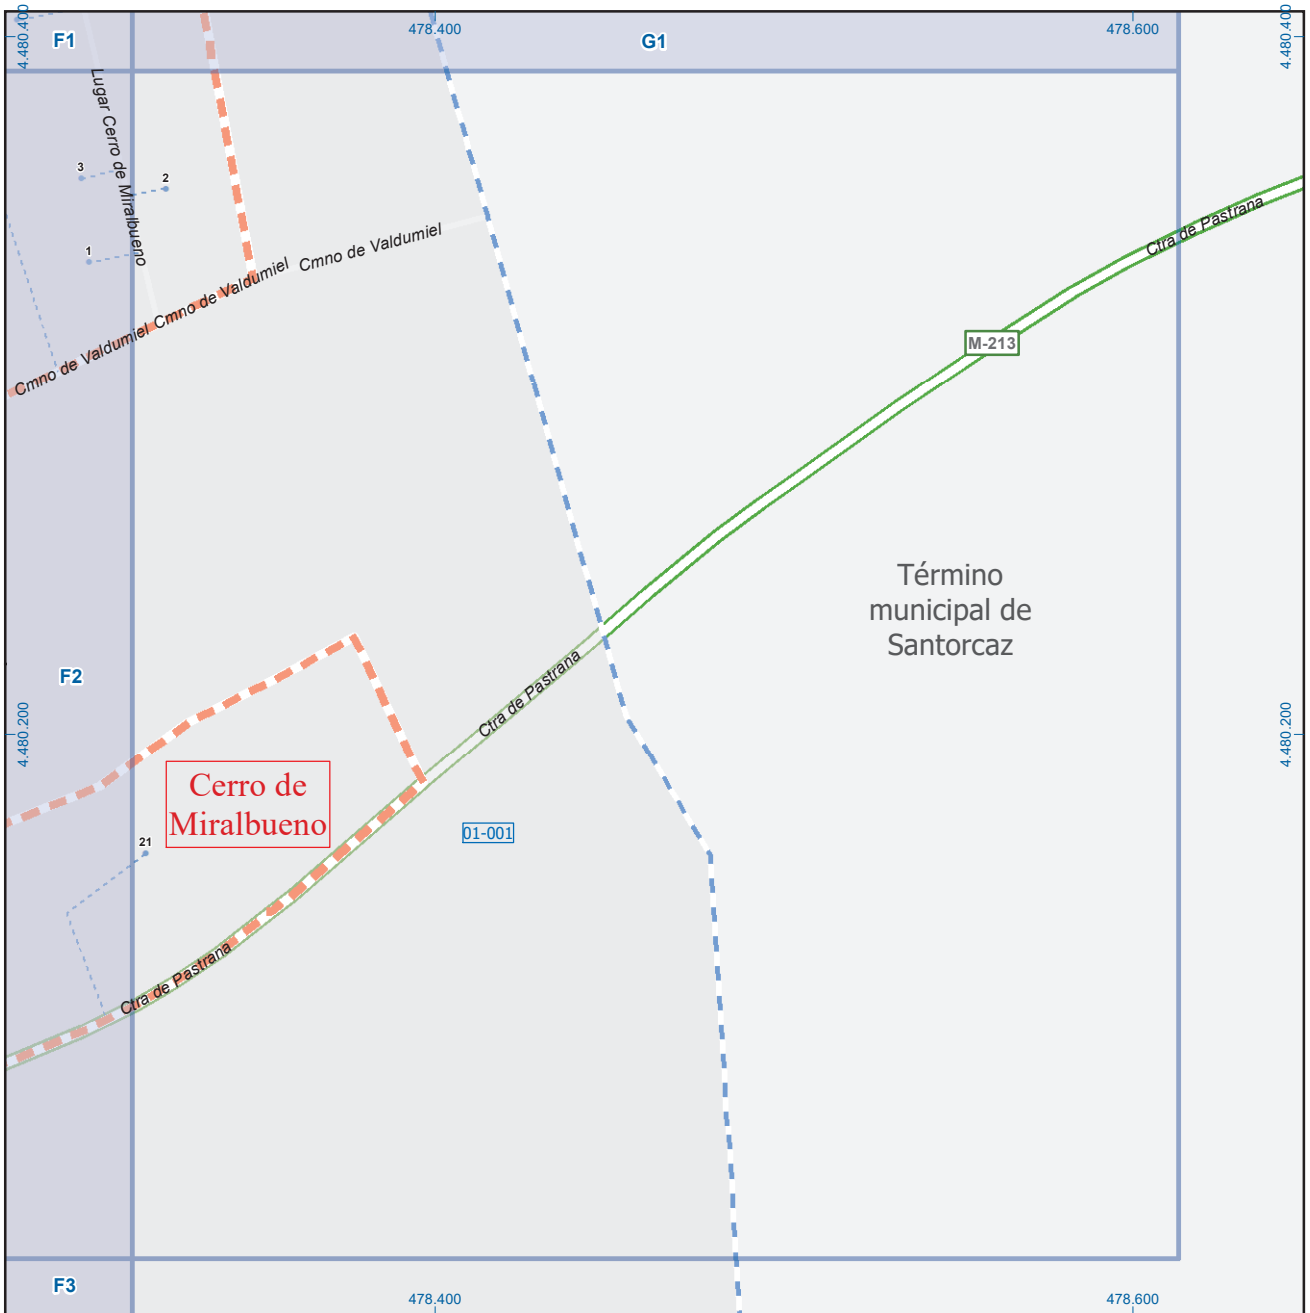 F1
478.400
G1
478.600
4.480.400
4.480.400
Lugar Cerro de Miralbueno
3
2
1
Cmno de Valdumiel
Cmno de Valdumiel
Cmno de Valdumiel
Ctra de Pastrana
M-213
Término
municipal de
Santorcaz
F2
Ctra de Pastrana
4.480.200
4.480.200
Cerro de
Miralbueno
01-001
21
Ctra de Pastrana
F3
478.400
478.600